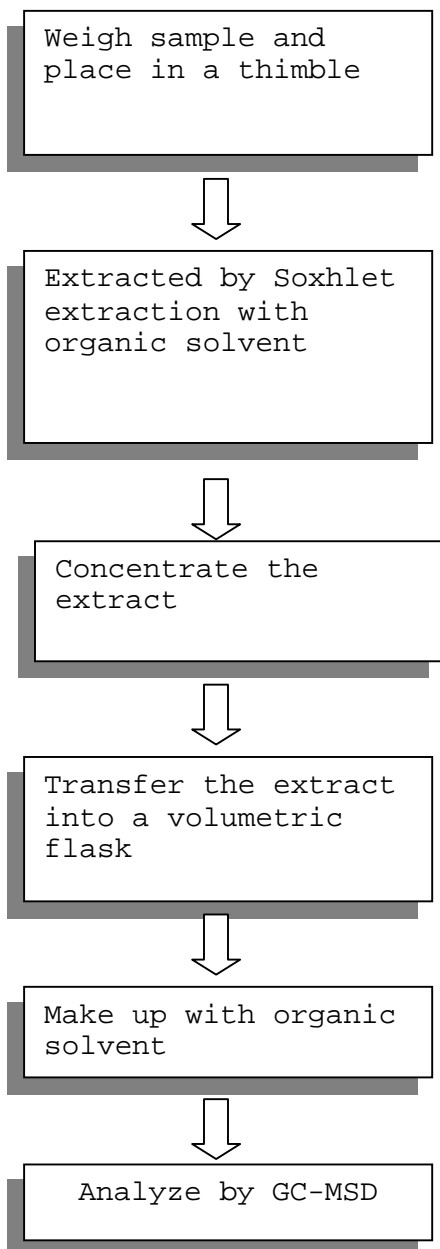 Weigh sample and
place in a thimble
Extracted by Soxhlet
extraction with
organic solvent
Concentrate the
extract
Transfer the extract
into a volumetric
flask
Make up with organic
solvent
Analyze by GC-MSD